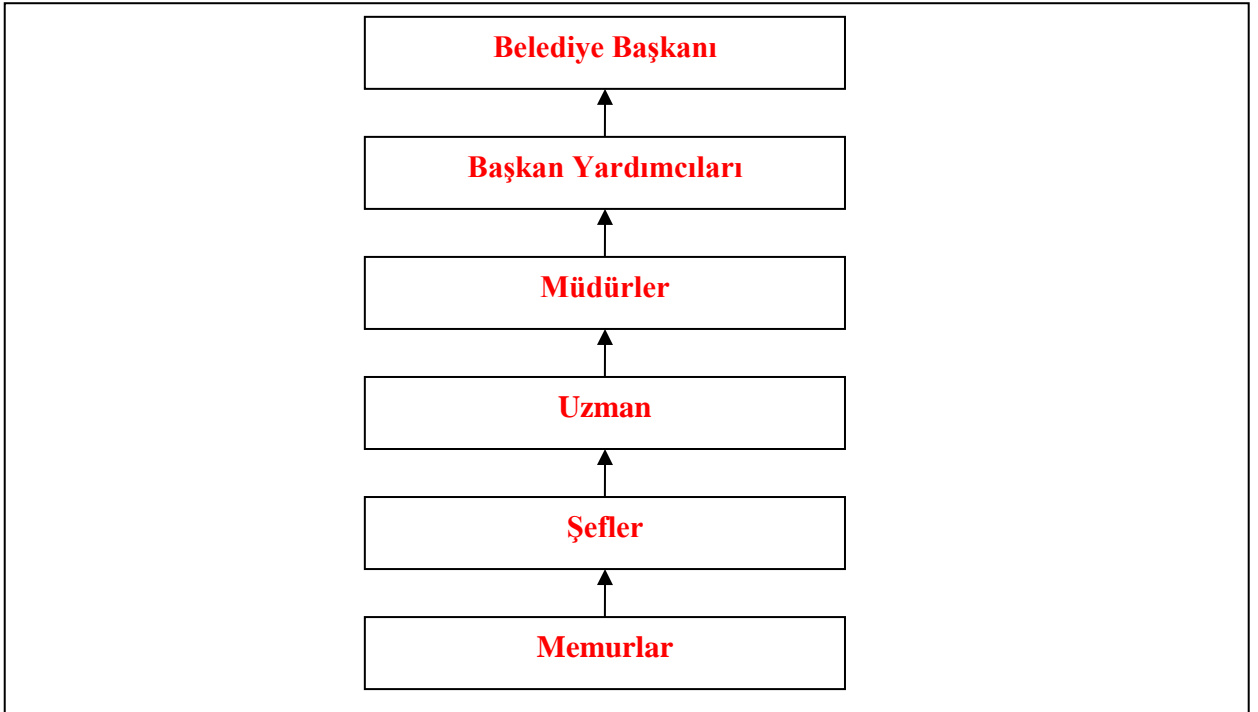 Belediye Başkanı
Başkan Yardımcıları
Müdürler
Uzman
Şefler
Memurlar